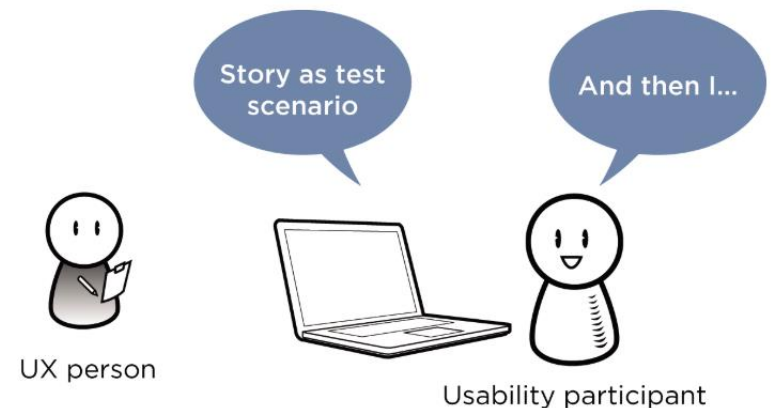 Story as test
scenario
And then I...
UX person
Usability participant